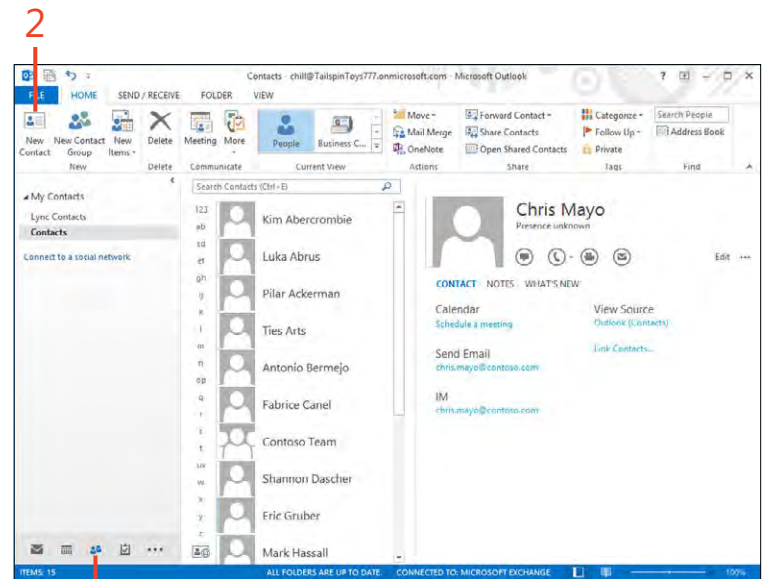 2
Contacts - chill@TailspinToys777.onmicrosoft.com - Microsoft Outlook
FILE HOME SEND / RECEIVE FOLDER VIEW
New Contact
New Contact Group
New Items
Delete
Meeting
More
People
Business C...
Move
Mail Merge
OneNote
Forward Contact
Share Contacts
Open Shared Contacts
Categorize
Follow Up
Private
Search People
Address Book
New Delete Communicate Current View Actions Share Tags Find
My Contacts
Lync Contacts
Contacts
Connect to a social network
Search Contacts (Ctrl+E)
123
ab
cd
ef
gh
ij
k
l
m
n
op
q
r
s
t
uv
w
x
y
z
Kim Abercrombie
Luka Abrus
Pilar Ackerman
Ties Arts
Antonio Bermejo
Fabrice Canel
Contoso Team
Shannon Dascher
Eric Gruber
Mark Hassall
Chris Mayo
Presence unknown
Edit
CONTACT NOTES WHAT'S NEW
Calendar
Schedule a meeting
View Source
Outlook (Contacts)
Link Contacts...
Send Email
chris.mayo@contoso.com
IM
chris.mayo@contoso.com
ITEMS: 15 ALL FOLDERS ARE UP TO DATE. CONNECTED TO: MICROSOFT EXCHANGE 100%